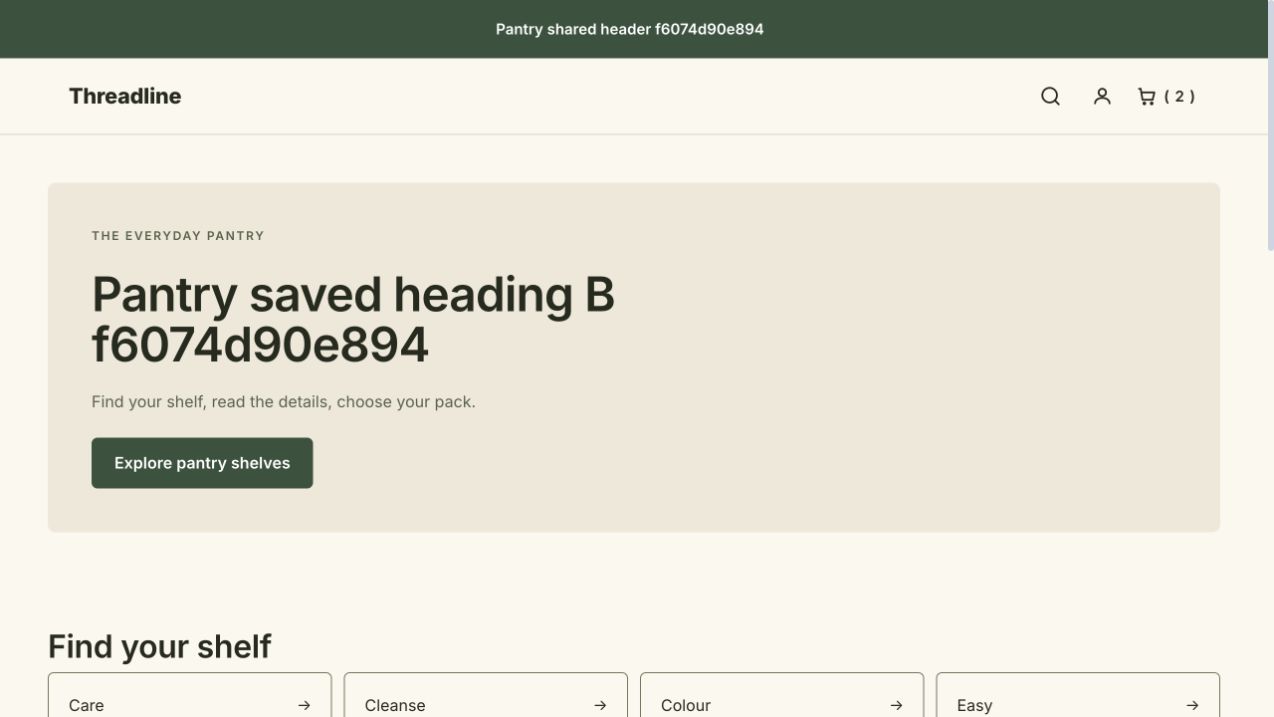 Pantry shared header f6074d90e894
Threadline
( 2 )
THE EVERYDAY PANTRY
Pantry saved heading B
f6074d90e894
Find your shelf, read the details, choose your pack.
Explore pantry shelves
Find your shelf
Care →
Cleanse →
Colour →
Easy →